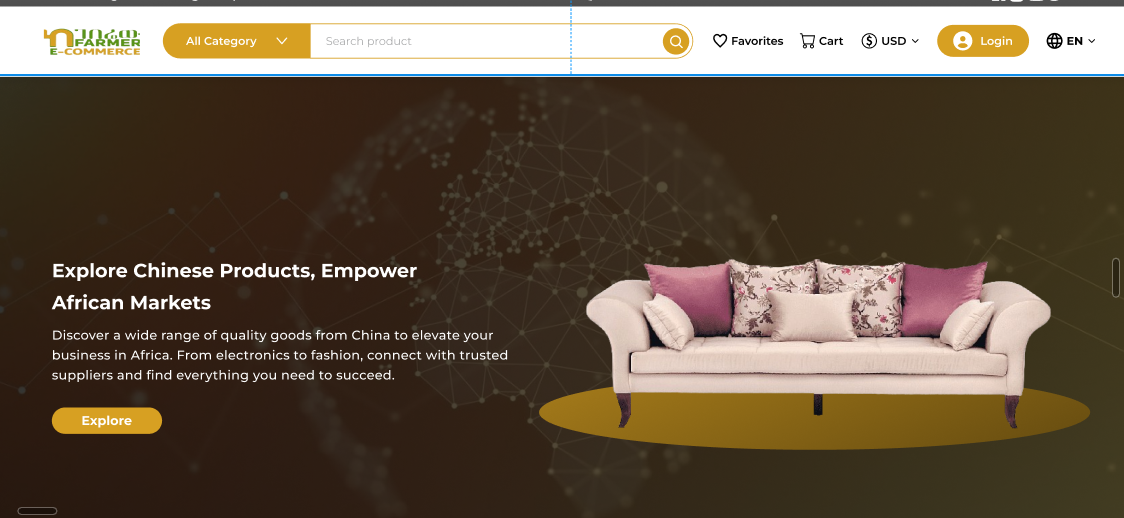 FARMER
E-COMMERCE
All Category
Search product
Favorites
Cart
USD
Login
EN
Explore Chinese Products, Empower
African Markets
Discover a wide range of quality goods from China to elevate your
business in Africa. From electronics to fashion, connect with trusted
suppliers and find everything you need to succeed.
Explore